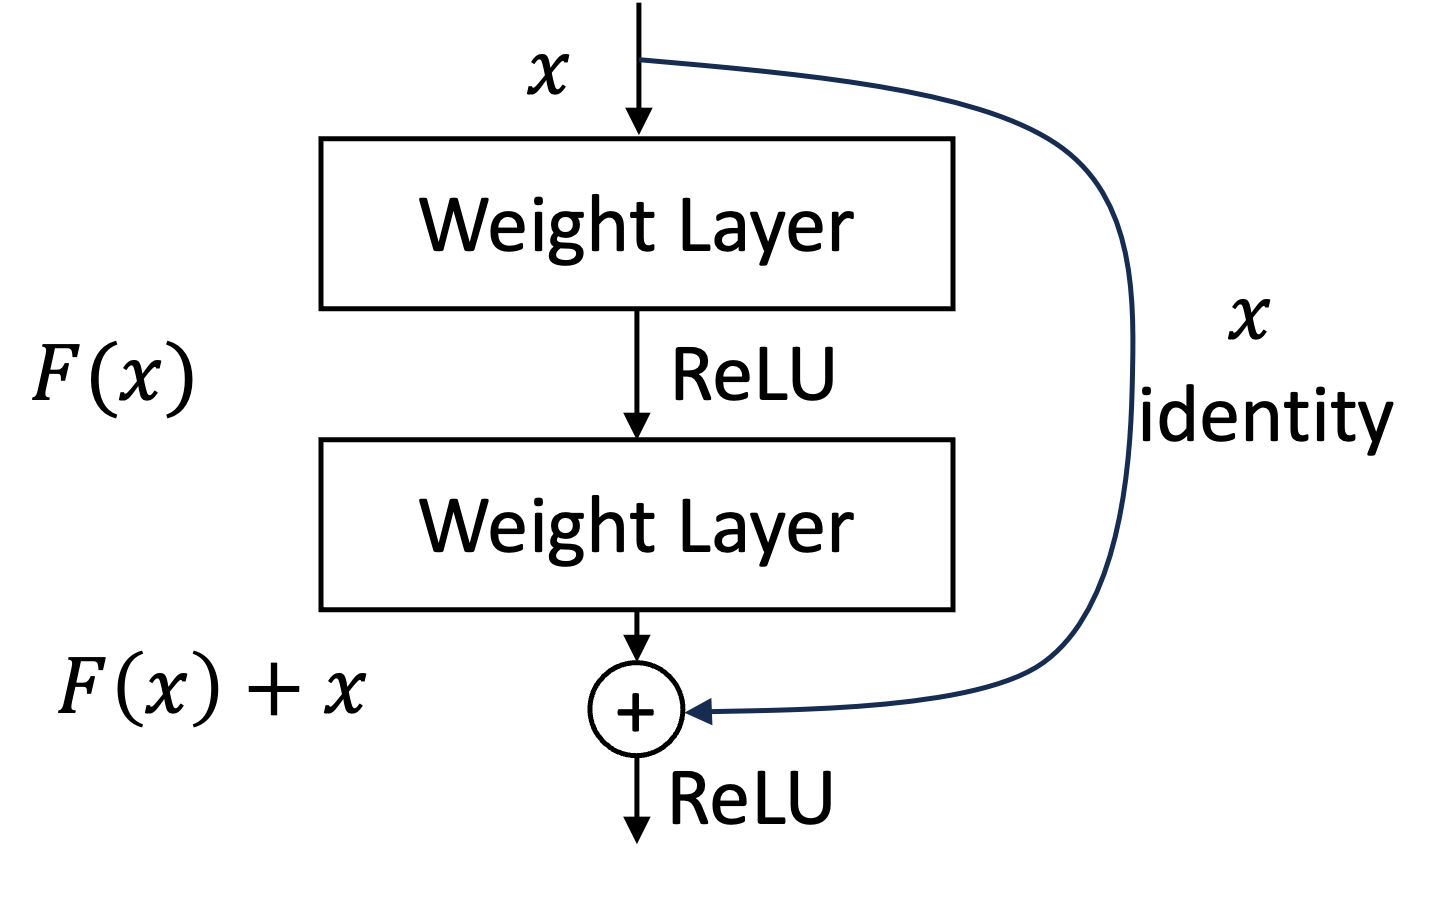 x
Weight Layer
F(x)
ReLU
x
identity
Weight Layer
F(x) + x
+
ReLU